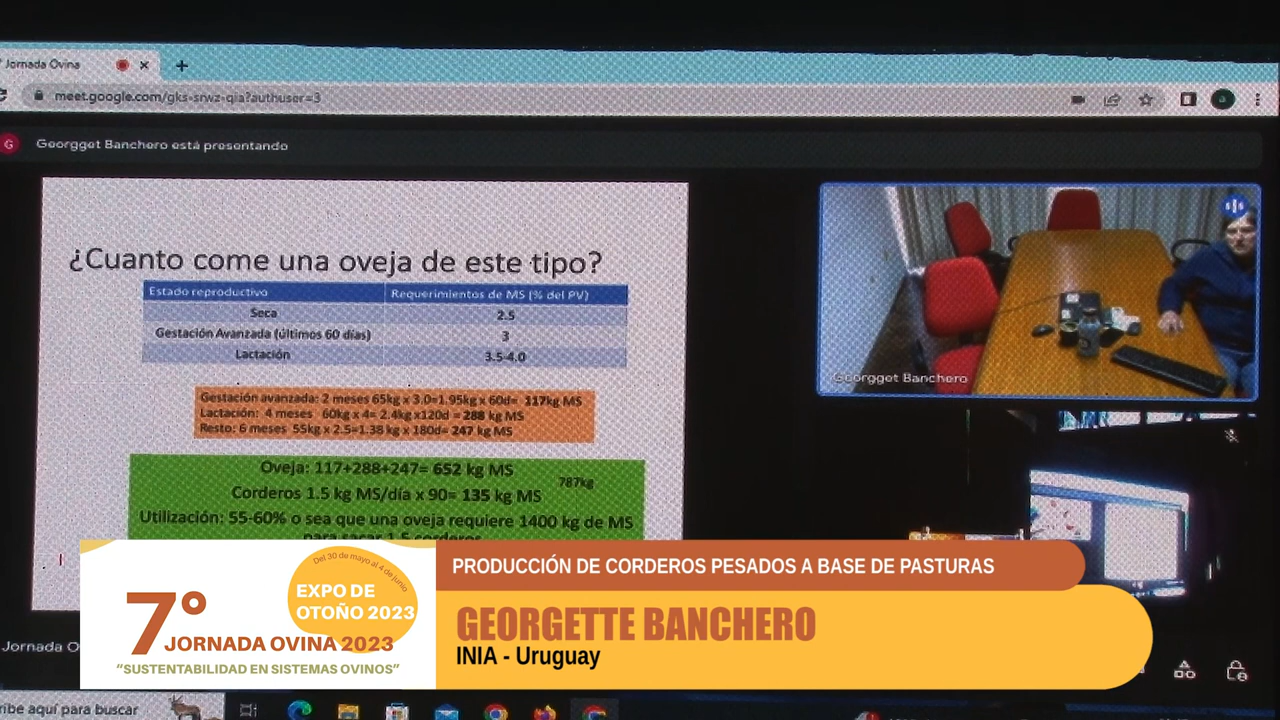 Jornada Ovina
meet.google.com/gks-srwz-qia?authuser=3
G
Georgget Banchero está presentando
¿Cuanto come una oveja de este tipo?
Estado reproductivo Requerimientos de MS (% del PV)
Seca 2.5
Gestación Avanzada (últimos 60 días) 3
Lactación 3.5-4.0
Gestación avanzada: 2 meses 65kg x 3.0=1.95kg x 60d= 117kg MS
Lactación: 4 meses 60kg x 4= 2.4kg x120d = 288 kg MS
Resto: 6 meses 55kg x 2.5=1.38 kg x 180d= 247 kg MS
Oveja: 117+288+247= 652 kg MS
787kg
Corderos 1.5 kg MS/día x 90= 135 kg MS
Utilización: 55-60% o sea que una oveja requiere 1400 kg de MS
para sacar 1.5 corderos
Georgget Banchero
Del 30 de mayo al 4 de junio
EXPO DE
OTOÑO 2023
7°
JORNADA OVINA 2023
“SUSTENTABILIDAD EN SISTEMAS OVINOS”
PRODUCCIÓN DE CORDEROS PESADOS A BASE DE PASTURAS
GEORGETTE BANCHERO
INIA - Uruguay
Jornada O
ribe aquí para buscar